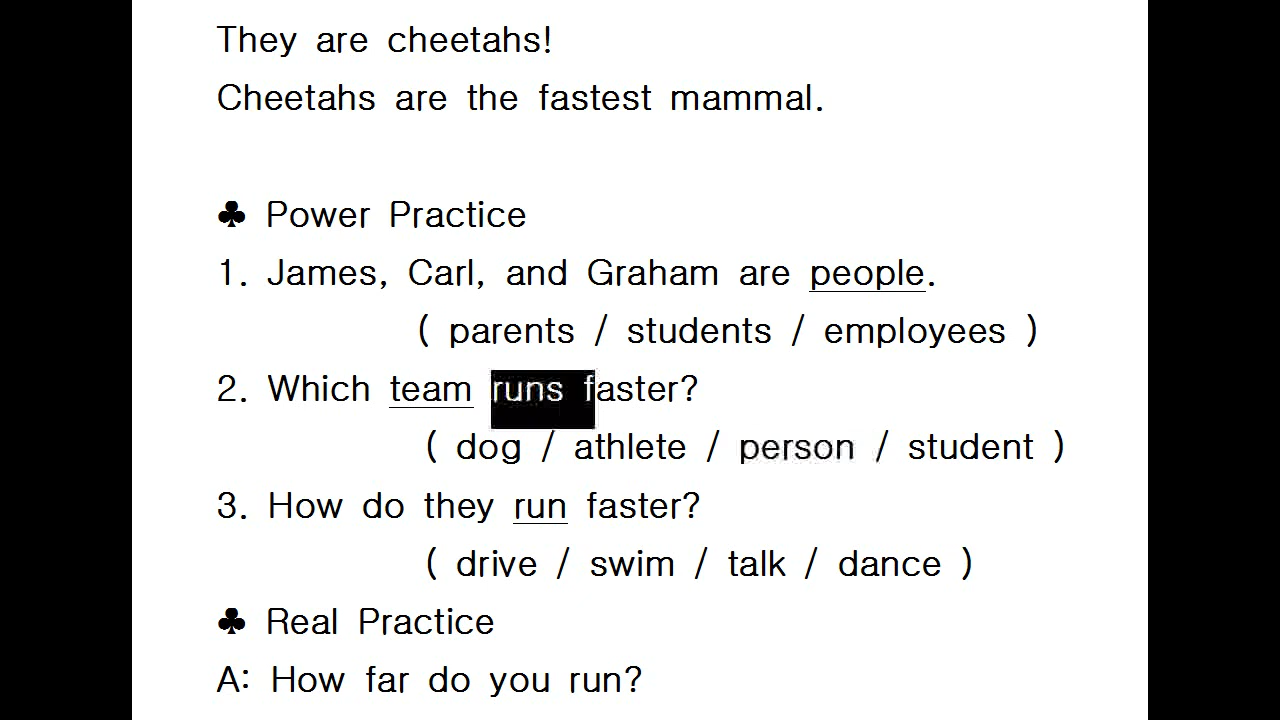 They are cheetahs!
Cheetahs are the fastest mammal.
♣ Power Practice
1. James, Carl, and Graham are people.
( parents / students / employees )
2. Which team runs faster?
( dog / athlete / person / student )
3. How do they run faster?
( drive / swim / talk / dance )
♣ Real Practice
A: How far do you run?